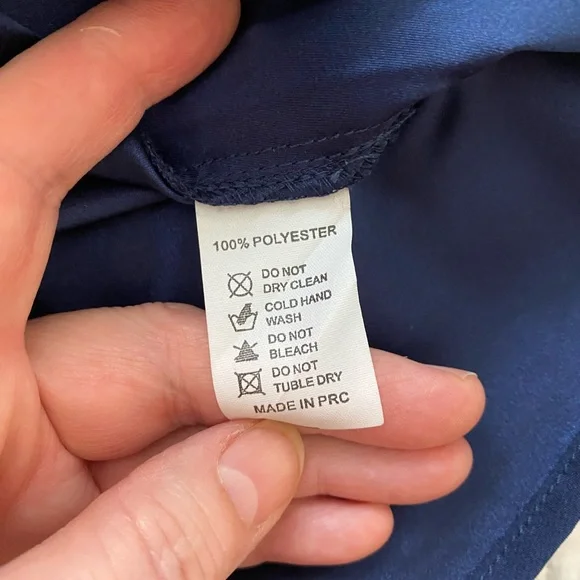 100% POLYESTER
DO NOT
DRY CLEAN
COLD HAND
WASH
DO NOT
BLEACH
DO NOT
TUBLE DRY
MADE IN PRC